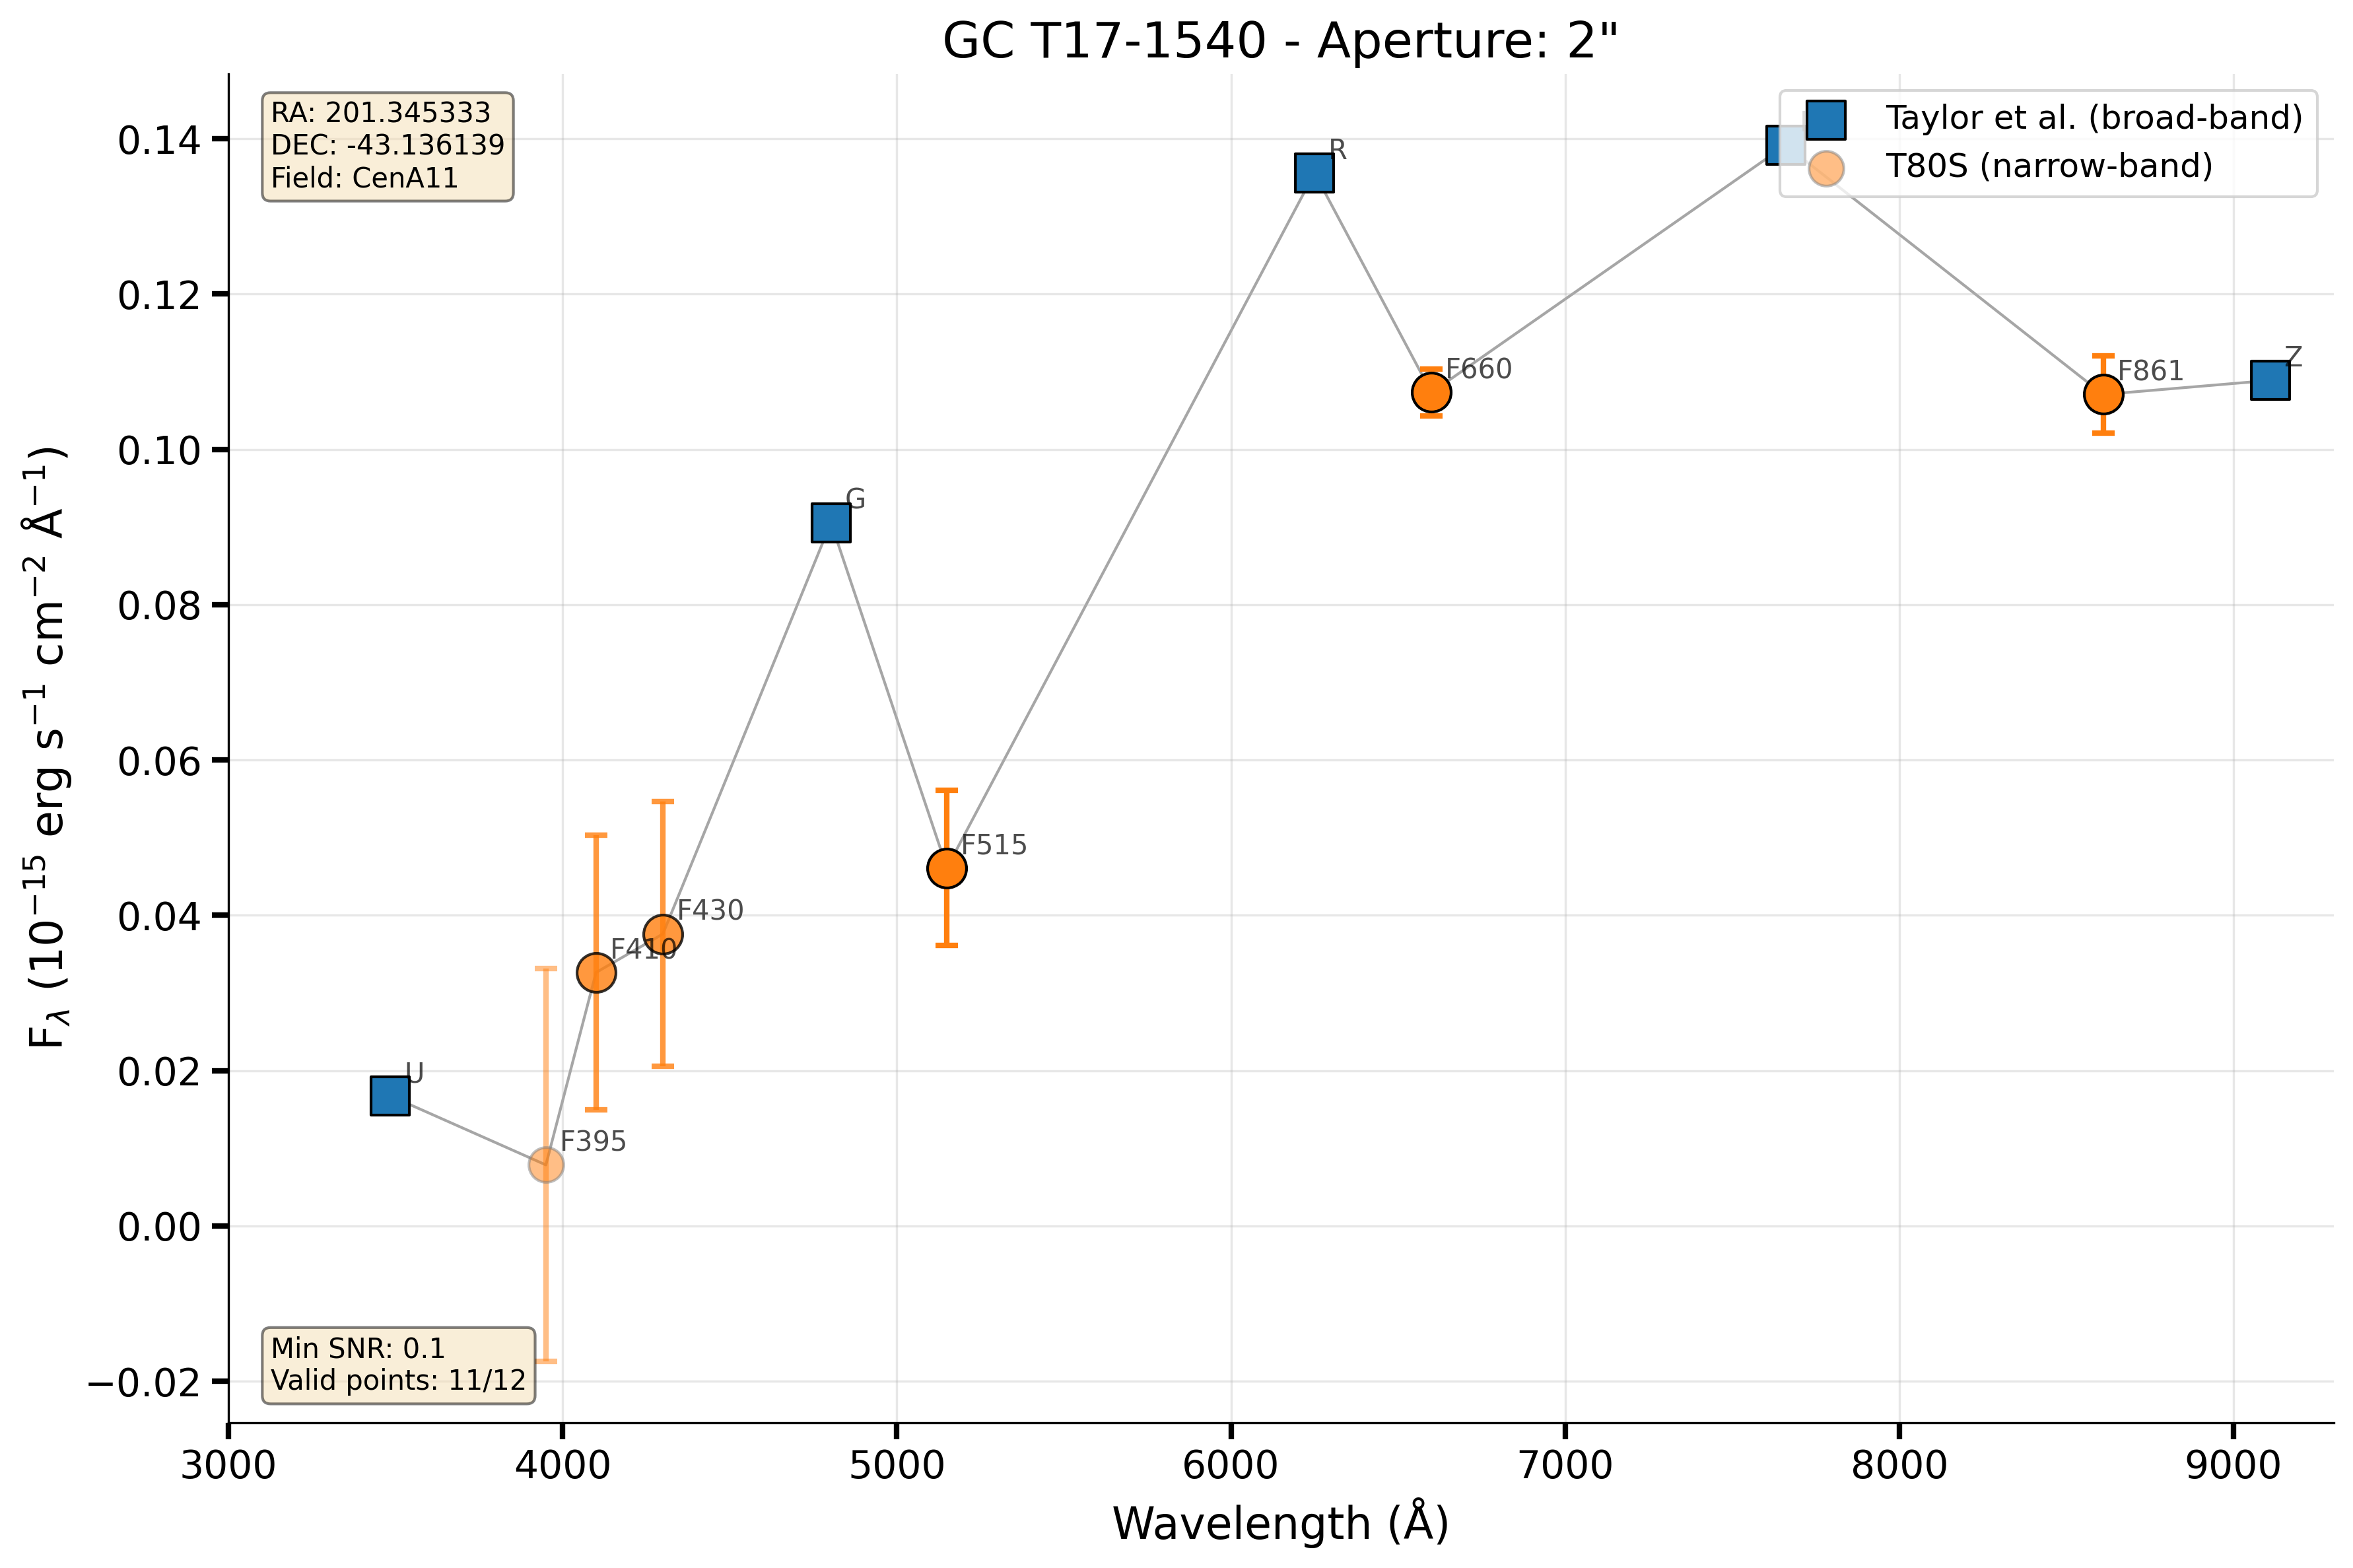 GC T17-1540 - Aperture: 2"
RA: 201.345333
DEC: -43.136139
Field: CenA11
Taylor et al. (broad-band)
T80S (narrow-band)
0.14
0.12
0.10
0.08
0.06
0.04
0.02
0.00
−0.02
F$_{λ}$ (10$^{−15}$ erg s$^{−1}$ cm$^{−2}$ Å$^{−1}$)
R
F660
F861
Z
G
F515
F430
F410
U
F395
Min SNR: 0.1
Valid points: 11/12
3000 4000 5000 6000 7000 8000 9000
Wavelength (Å)